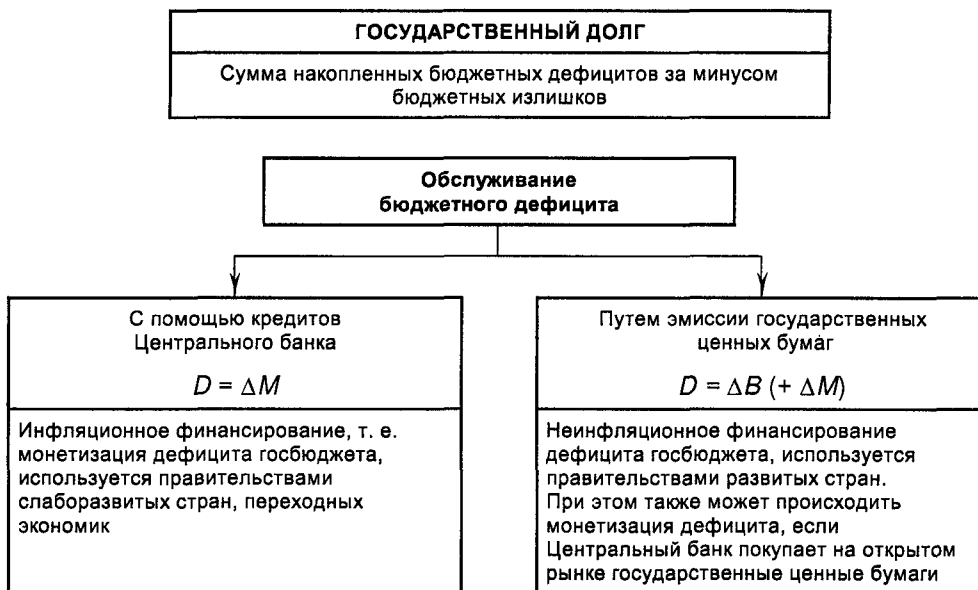 ГОСУДАРСТВЕННЫЙ ДОЛГ
Сумма накопленных бюджетных дефицитов за минусом
бюджетных излишков
Обслуживание
бюджетного дефицита
С помощью кредитов
Центрального банка
D = ΔM
Инфляционное финансирование, т. е.
монетизация дефицита госбюджета,
используется правительствами
слаборазвитых стран, переходных
экономик
Путем эмиссии государственных
ценных бумаг
D = ΔB (+ ΔM)
Неинфляционное финансирование
дефицита госбюджета, используется
правительствами развитых стран.
При этом также может происходить
монетизация дефицита, если
Центральный банк покупает на открытом
рынке государственные ценные бумаги